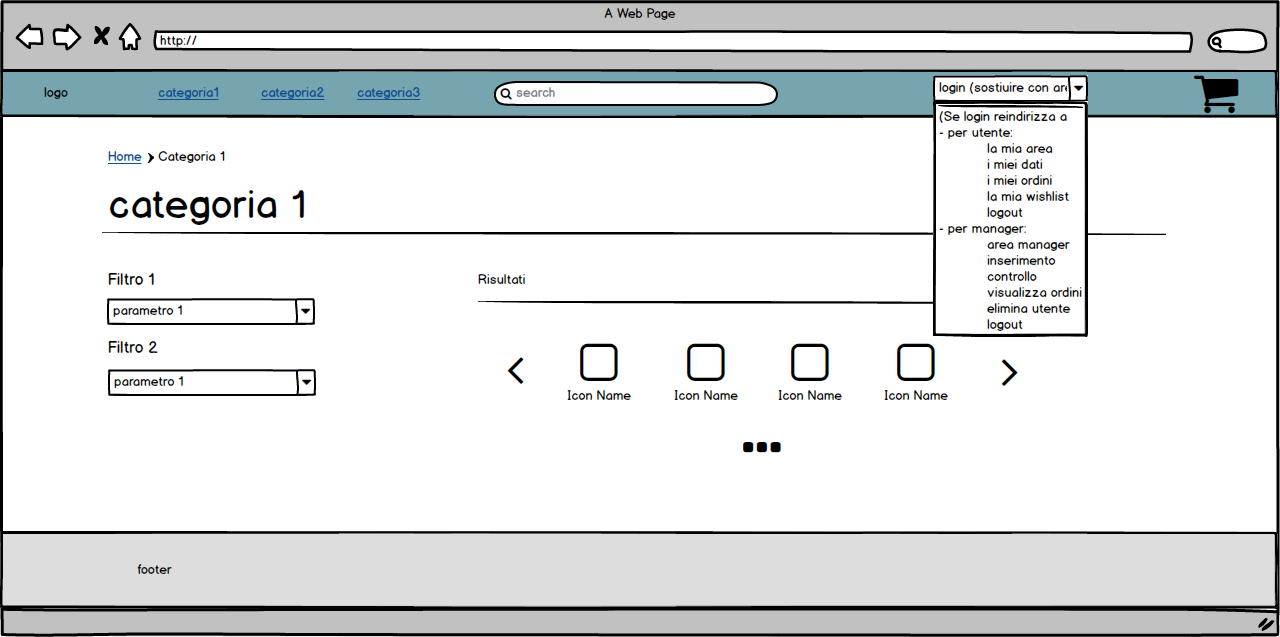 A Web Page
http://
logo
categoria1
categoria2
categoria3
search
login (sostiuire con are
(Se login reindirizza a
- per utente:
la mia area
i miei dati
i miei ordini
la mia wishlist
logout
- per manager:
area manager
inserimento
controllo
visualizza ordini
elimina utente
logout
Home
Categoria 1
categoria 1
Filtro 1
parametro 1
Filtro 2
parametro 1
Risultati
Icon Name
Icon Name
Icon Name
Icon Name
footer